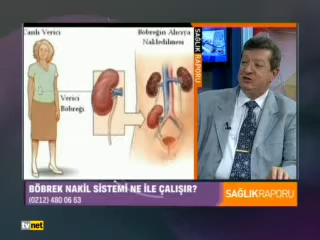 Canlı Verici
Böbreğin Alıcıya
Nakledilmesi
Verici
Böbreği
SAĞLIK
RAPORU
BÖBREK NAKİL SİSTEMİ NE İLE ÇALIŞIR?
(0212) 480 06 63
SAĞLIKRAPORU
tvnet